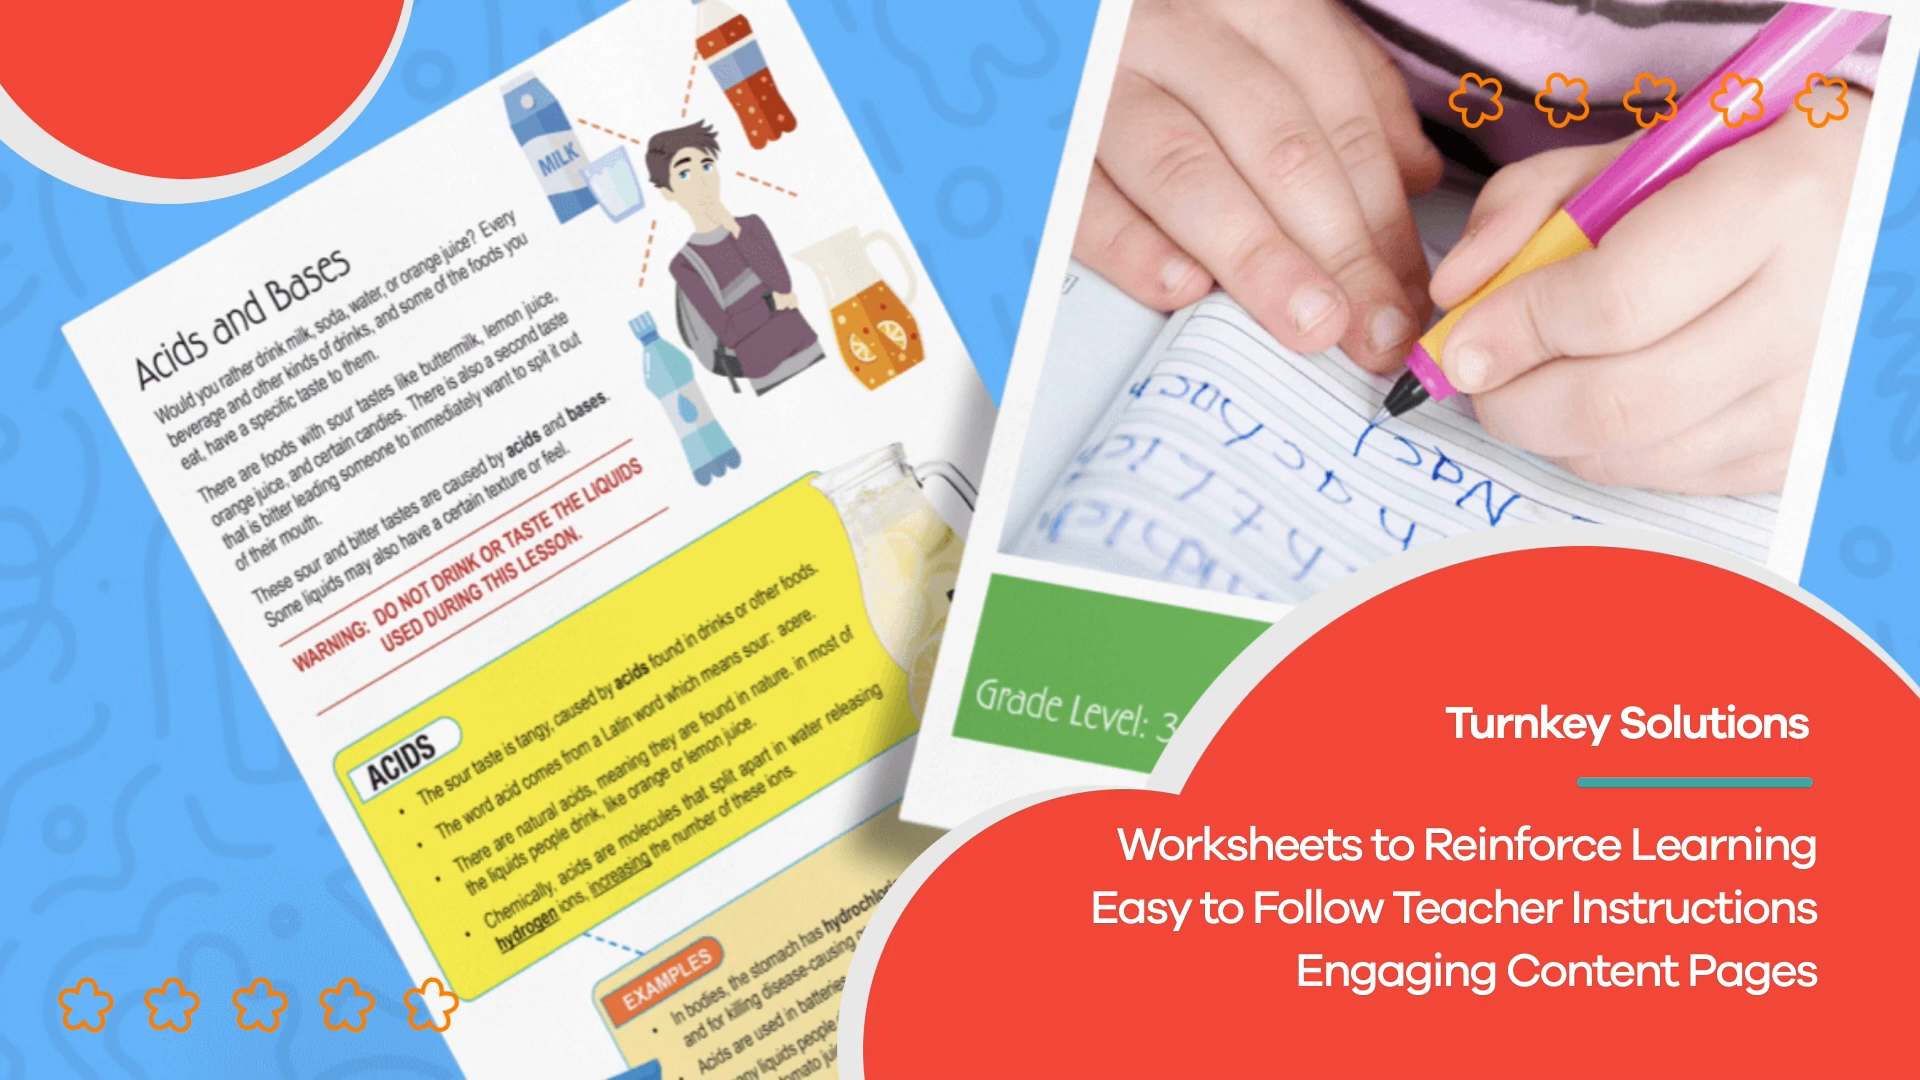 MILK
Acids and Bases
Would you rather drink milk, soda, water, or orange juice? Every
beverage and other kinds of drinks, and some of the foods you
eat, have a specific taste to them.
There are foods with sour tastes like buttermilk, lemon juice,
orange juice, and certain candies. There is also a second taste
that is bitter leading someone to immediately want to spit it out
of their mouth.
These sour and bitter tastes are caused by acids and bases.
Some liquids may also have a certain texture or feel.
WARNING: DO NOT DRINK OR TASTE THE LIQUIDS
USED DURING THIS LESSON.
ACIDS
• The sour taste is tangy, caused by acids found in drinks or other foods.
• The word acid comes from a Latin word which means sour: acere.
• There are natural acids, meaning they are found in nature. in most of
the liquids people drink, like orange or lemon juice.
• Chemically, acids are molecules that split apart in water releasing
hydrogen ions, increasing the number of these ions.
EXAMPLES
• In bodies, the stomach has
and for killing disease-causing
• Acids are used in batteries
liquids people
Grade Level: 3
Turnkey Solutions
Worksheets to Reinforce Learning
Easy to Follow Teacher Instructions
Engaging Content Pages